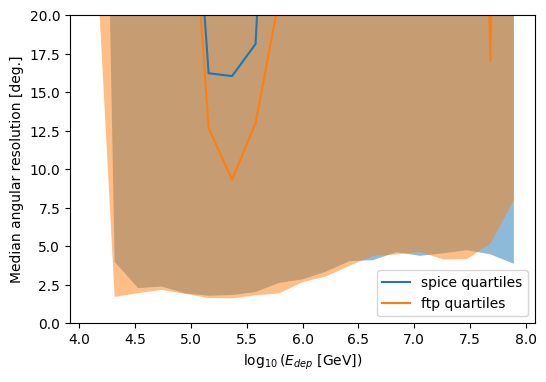 20.0
17.5
15.0
12.5
10.0
7.5
5.0
2.5
0.0
Median angular resolution [deg.]
spice quartiles
ftp quartiles
4.0 4.5 5.0 5.5 6.0 6.5 7.0 7.5 8.0
log₁₀(E_dep [GeV])